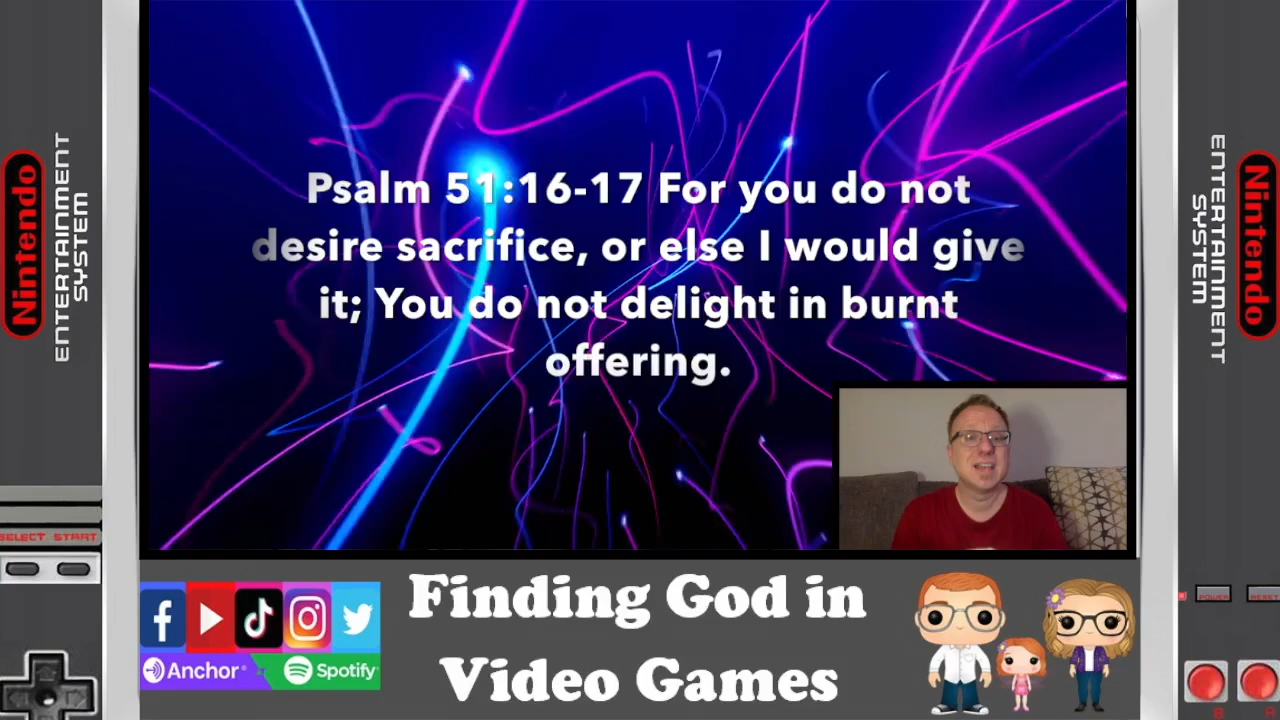 Psalm 51:16-17 For you do not
desire sacrifice, or else I would give
it; You do not delight in burnt
offering.
Nintendo
ENTERTAINMENT
SYSTEM
Nintendo
ENTERTAINMENT
SYSTEM
SELECT START
POWER
RESET
B
A
Anchor
Spotify
Finding God in
Video Games